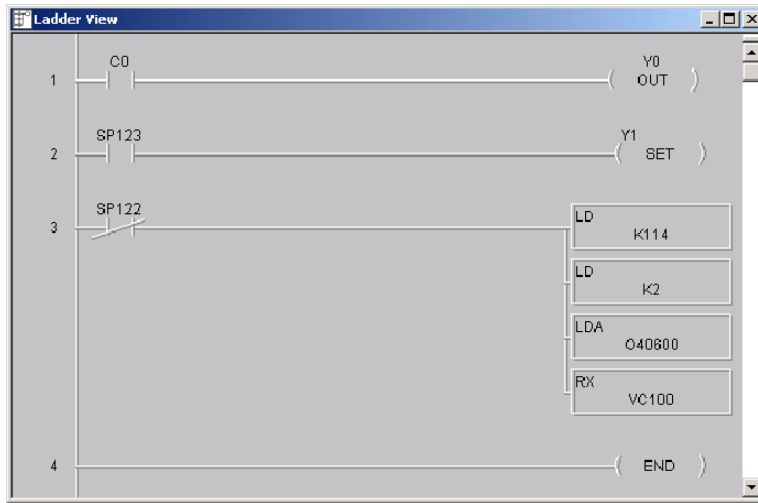 Ladder View
C0 Y0
1 OUT
SP123 Y1
2 SET
SP122
3 LD
K114
LD
K2
LDA
O40600
RX
VC100
4 END